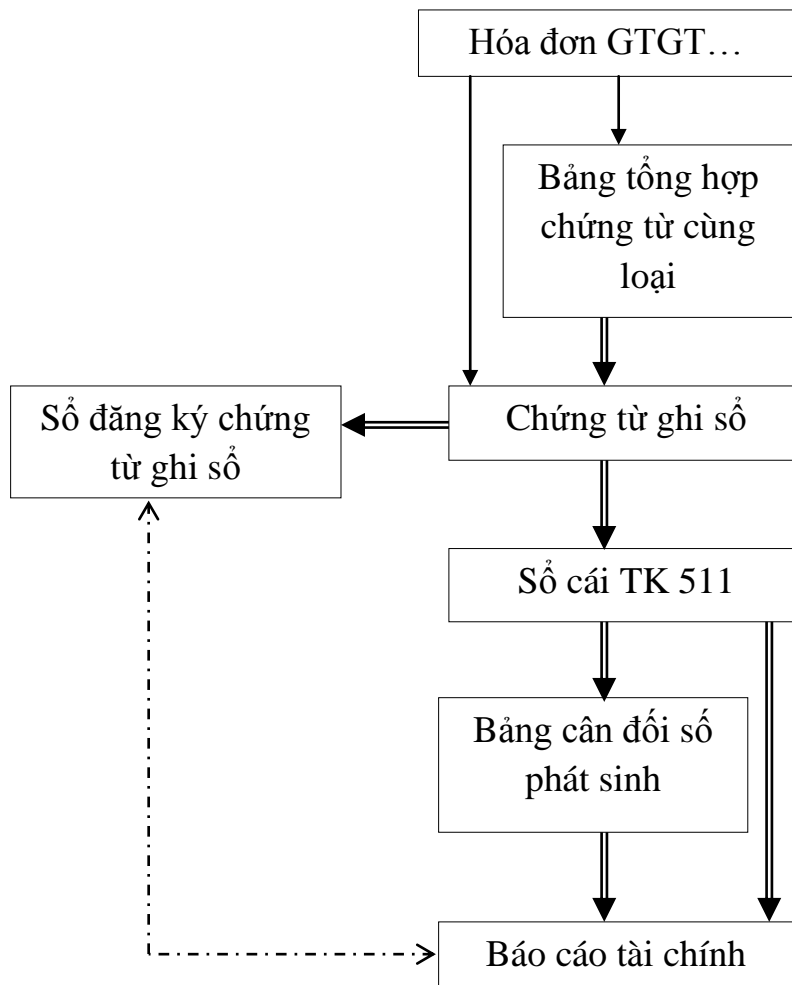 Hóa đơn GTGT…
Bảng tổng hợp
chứng từ cùng
loại
Sổ đăng ký chứng
từ ghi sổ
Chứng từ ghi sổ
Sổ cái TK 511
Bảng cân đối số
phát sinh
Báo cáo tài chính